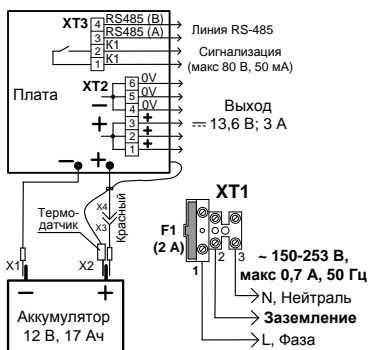 XT3
4 RS485 (B)
3 RS485 (A)
2 K1
1 K1
Линия RS-485
Сигнализация
(макс 80 В, 50 мА)
Плата
XT2
6 0V
5 0V
4 0V
3 +
2 +
1 +
−
+
Выход
13,6 В; 3 А
− +
X4
X3
Красный
Термо-
датчик
X1
X2
− +
Аккумулятор
12 В, 17 Ач
XT1
F1
(2 А)
1
2
3
~ 150-253 В,
макс 0,7 А, 50 Гц
N, Нейтраль
Заземление
L, Фаза